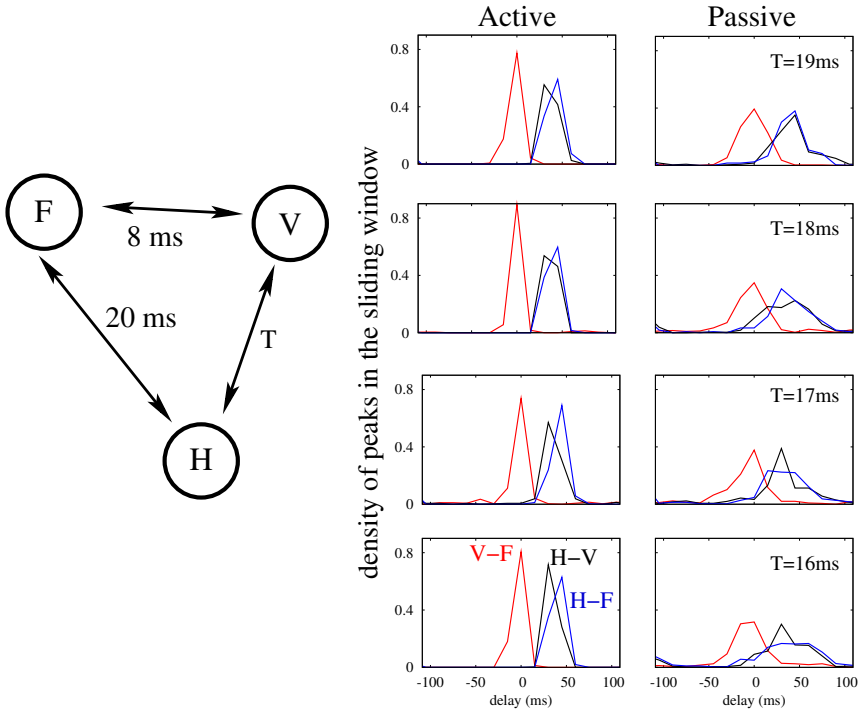 F
V
8 ms
20 ms
T
H
Active
Passive
density of peaks in the sliding window
0.8
0.4
0
T=19ms
0.8
0.4
0
T=18ms
0.8
0.4
0
T=17ms
0.8
0.4
0
V−F
H−V
H−F
T=16ms
-100 -50 0 50 100
delay (ms)
-100 -50 0 50 100
delay (ms)